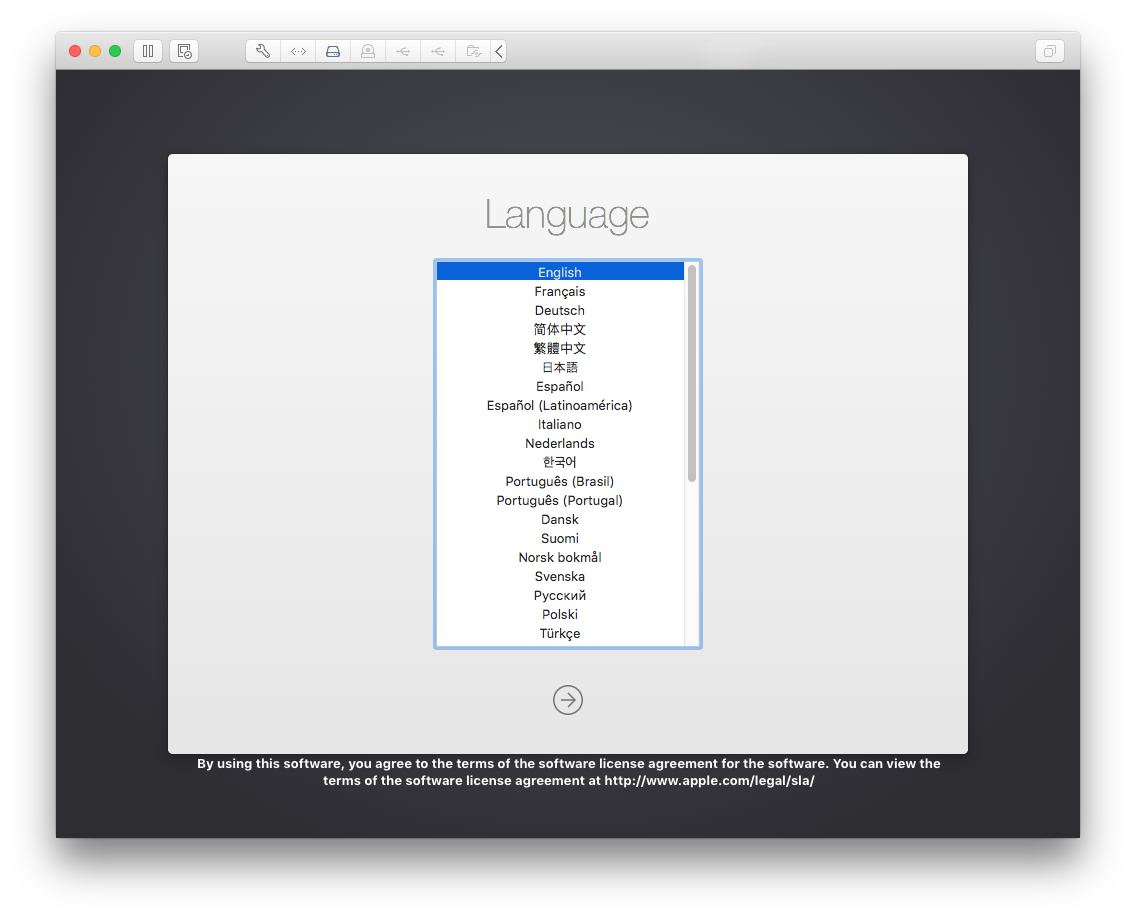 Language
English
Français
Deutsch
简体中文
繁體中文
日本語
Español
Español (Latinoamérica)
Italiano
Nederlands
한국어
Português (Brasil)
Português (Portugal)
Dansk
Suomi
Norsk bokmål
Svenska
Русский
Polski
Türkçe
By using this software, you agree to the terms of the software license agreement for the software. You can view the
terms of the software license agreement at http://www.apple.com/legal/sla/